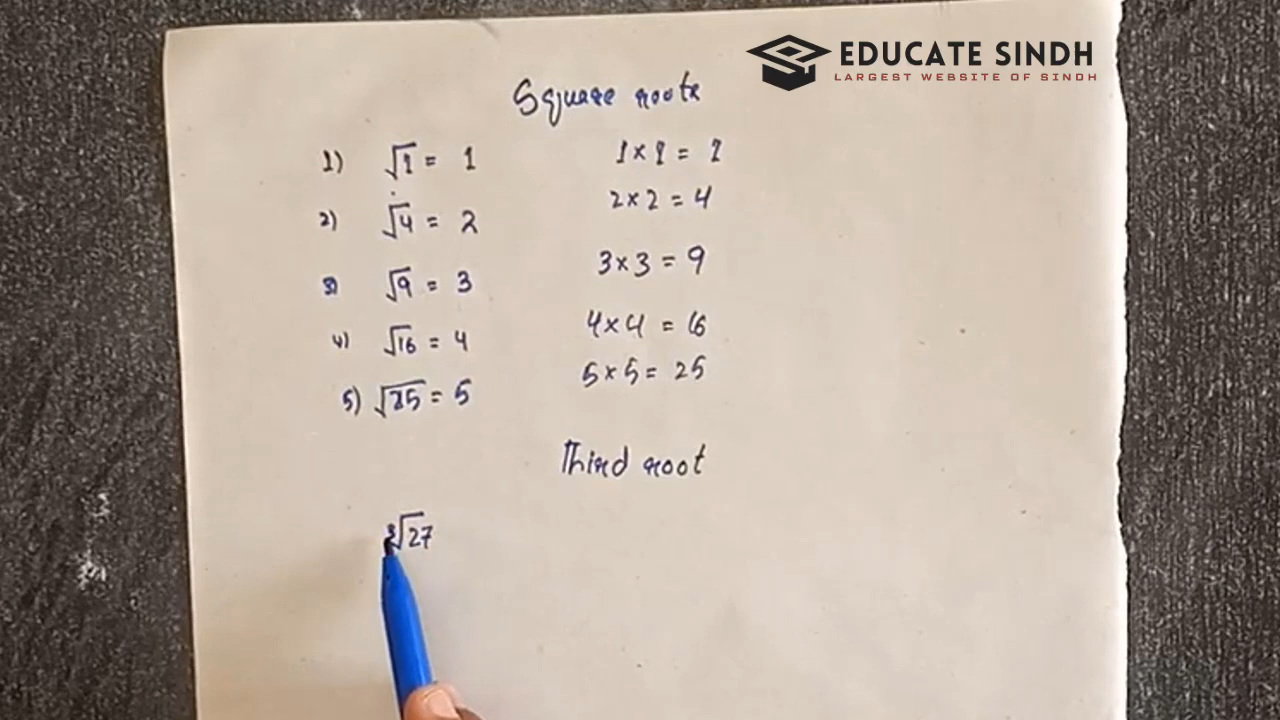 EDUCATE SINDH
LARGEST WEBSITE OF SINDH
Square roots
1) √1 = 1 1 × 1 = 1
2) √4 = 2 2 × 2 = 4
3) √9 = 3 3 × 3 = 9
4) √16 = 4 4 × 4 = 16
5) √25 = 5 5 × 5 = 25
Third root
∛27